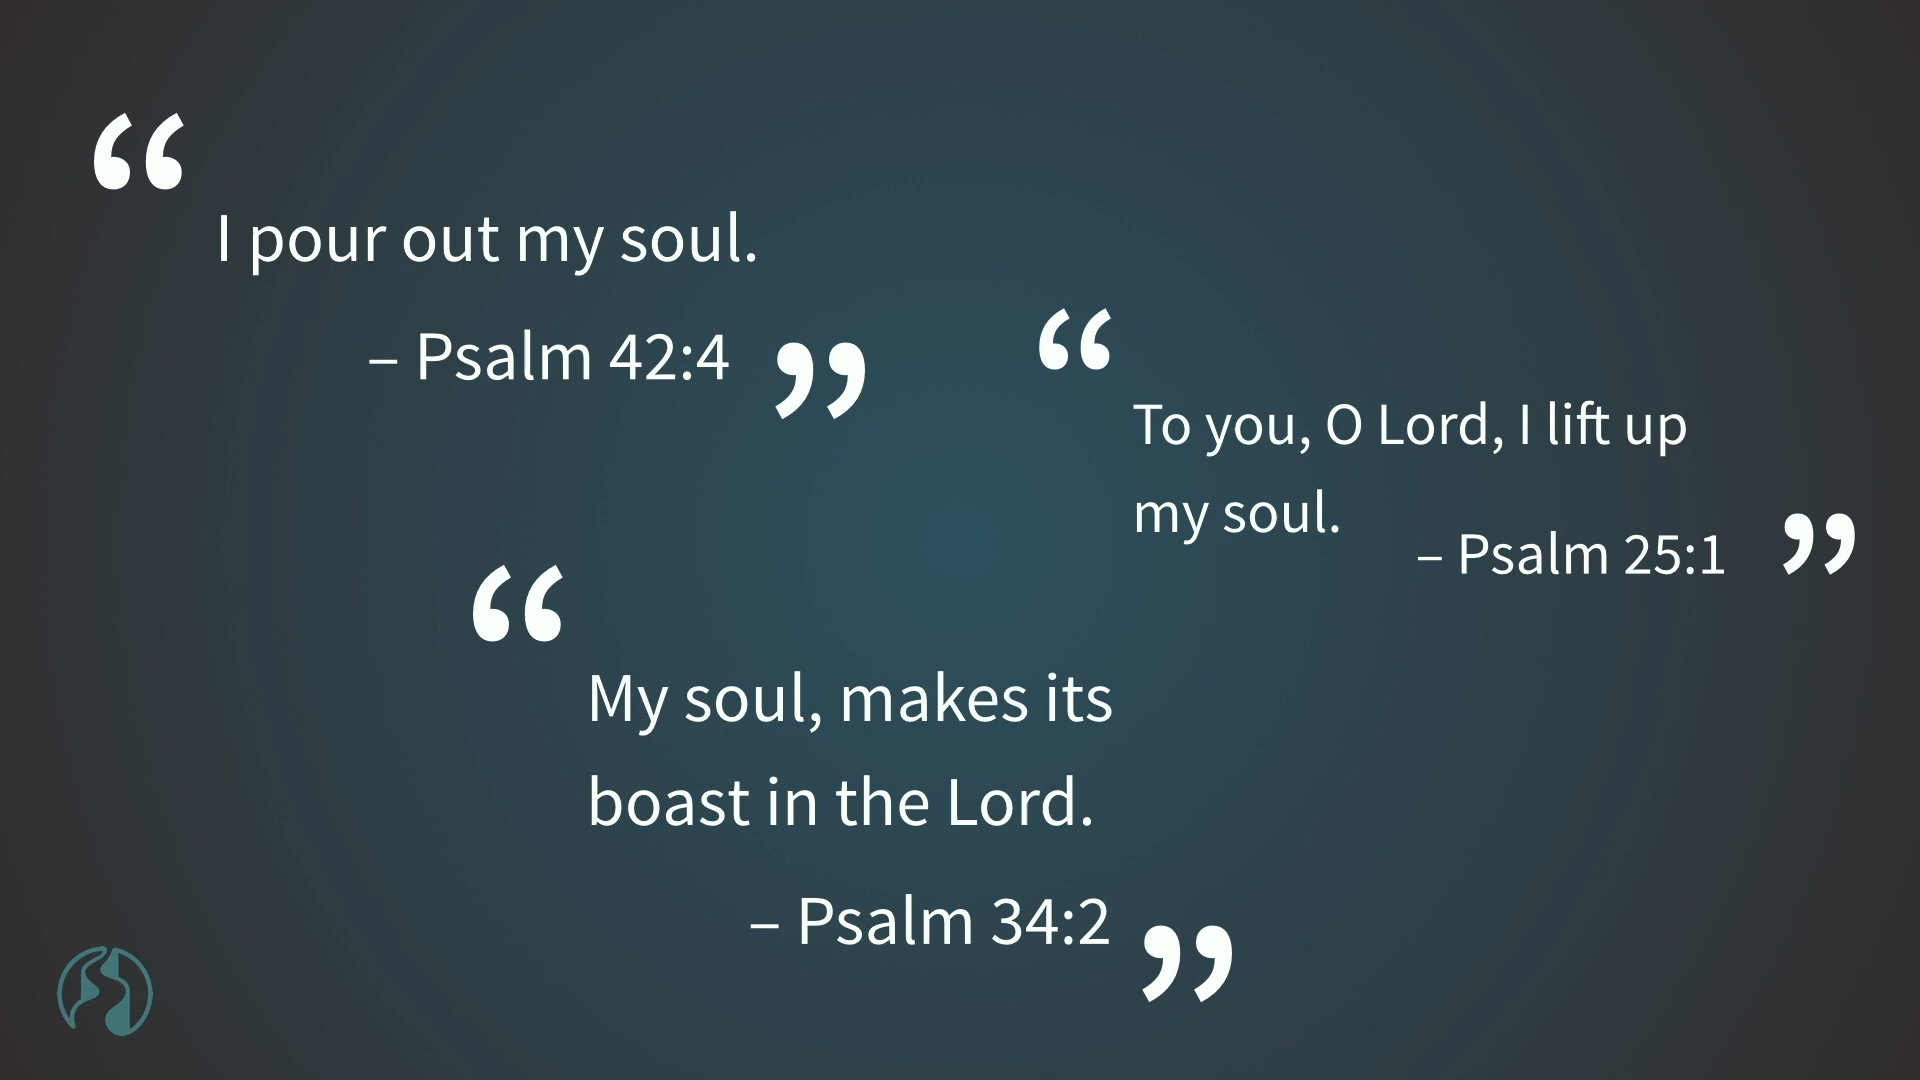 “
I pour out my soul.
– Psalm 42:4 ”
“
To you, O Lord, I lift up
my soul.
– Psalm 25:1 ”
“
My soul, makes its
boast in the Lord.
– Psalm 34:2 ”